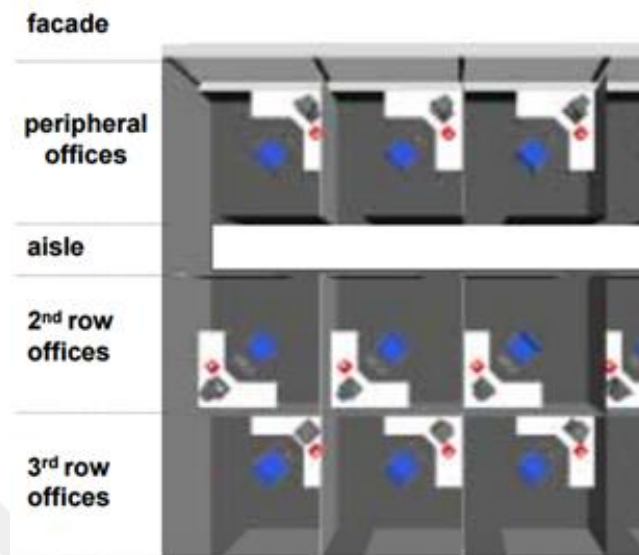 facade
peripheral
offices
aisle
2nd row
offices
3rd row
offices